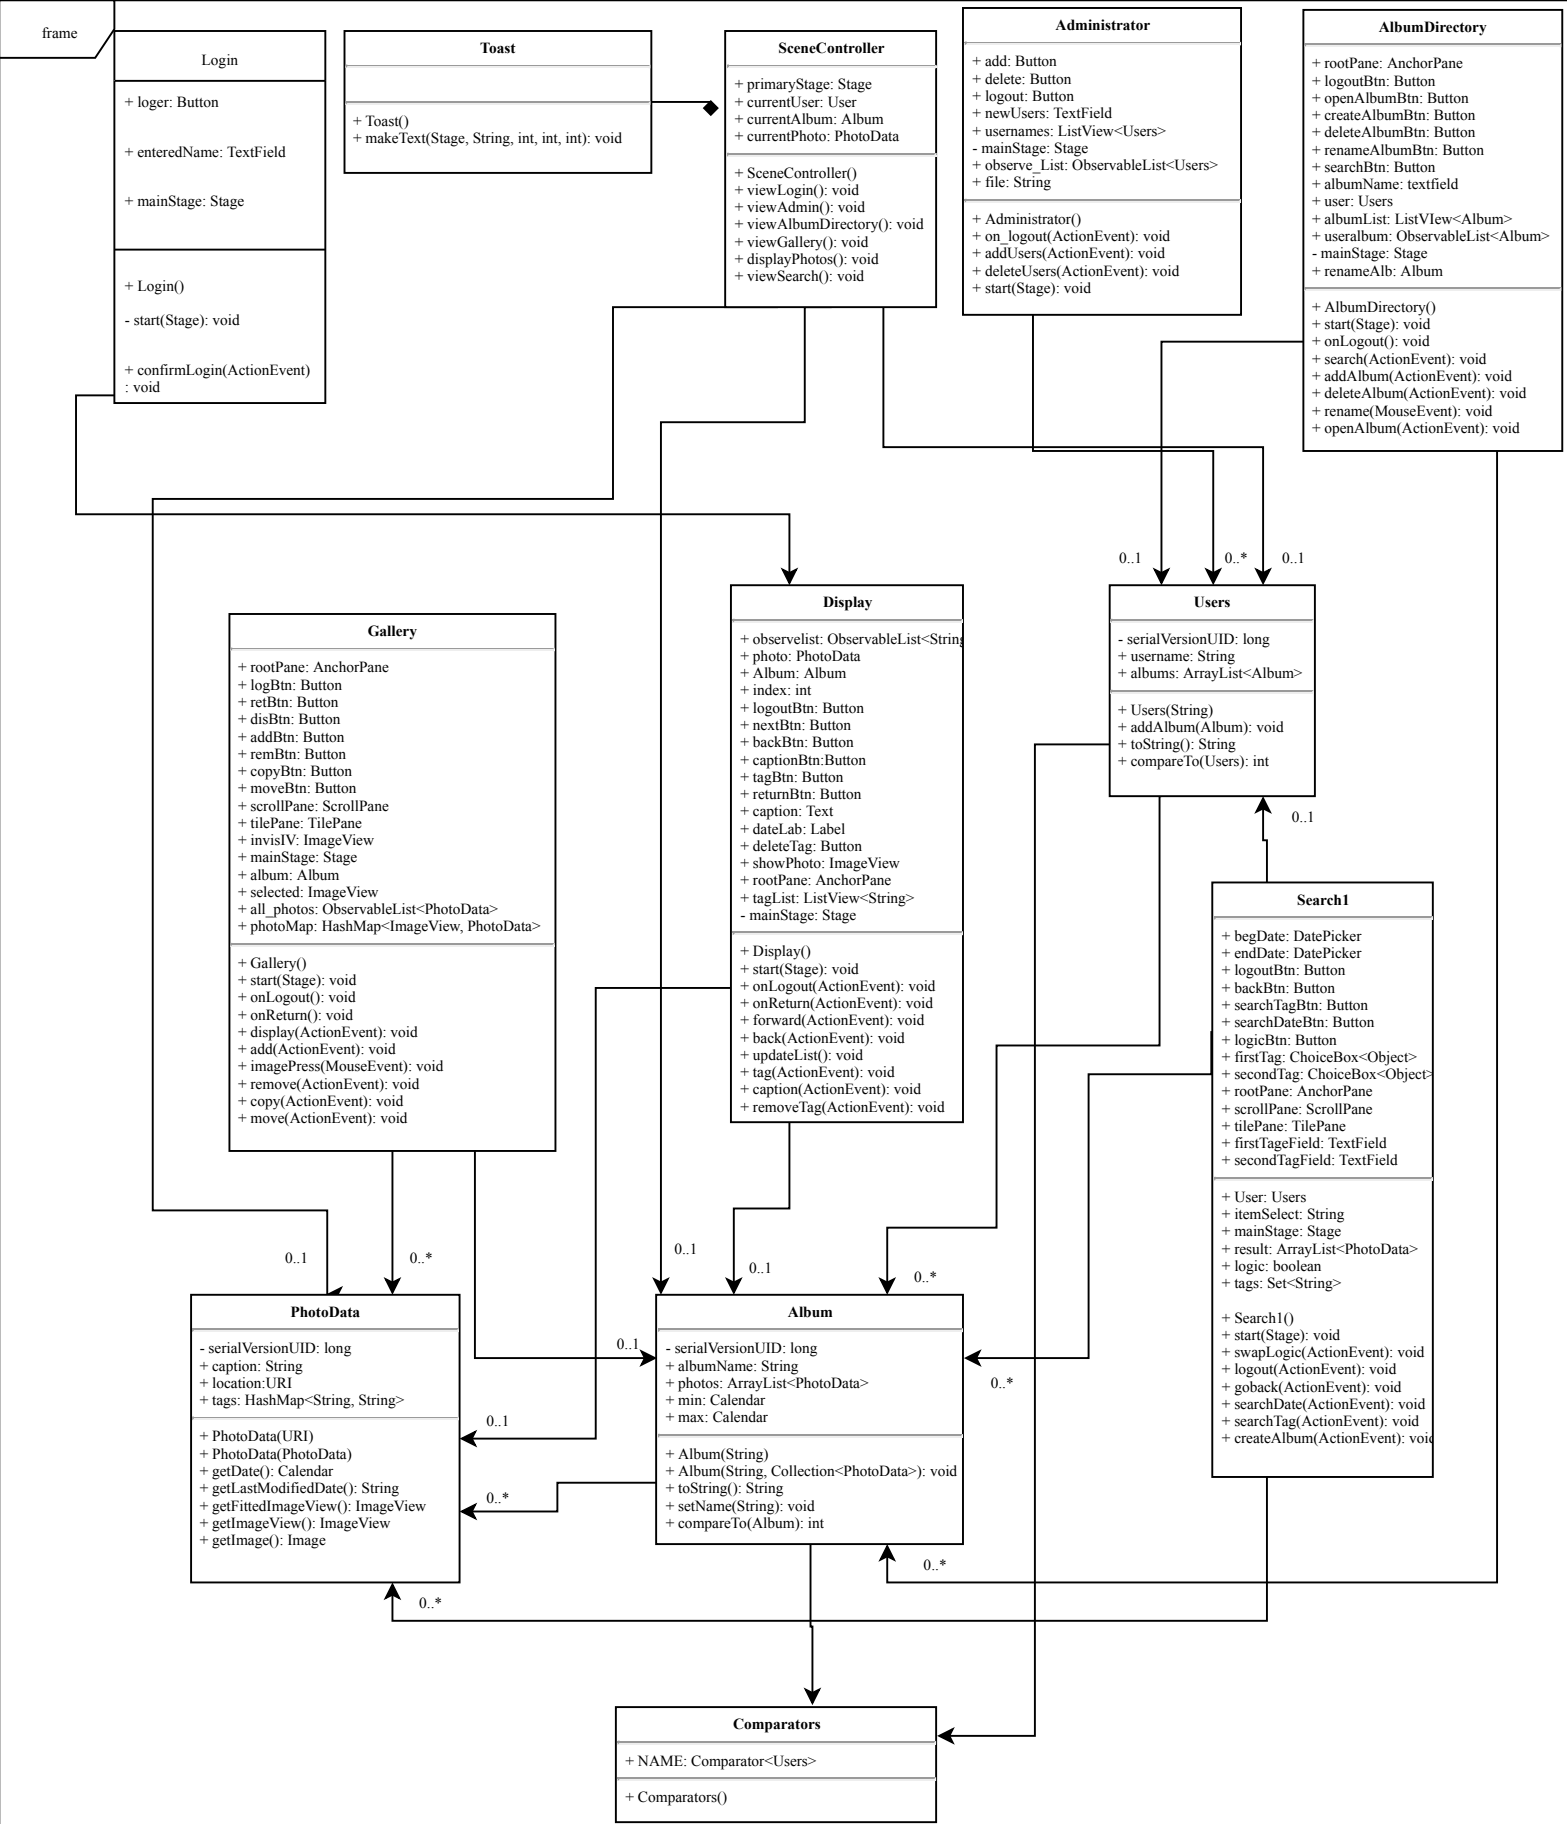 frame
Login
+ loger: Button
+ enteredName: TextField
+ mainStage: Stage
+ Login()
- start(Stage): void
+ confirmLogin(ActionEvent)
: void
Toast
+ Toast()
+ makeText(Stage, String, int, int, int): void
SceneController
+ primaryStage: Stage
+ currentUser: User
+ currentAlbum: Album
+ currentPhoto: PhotoData
+ SceneController()
+ viewLogin(): void
+ viewAdmin(): void
+ viewAlbumDirectory(): void
+ viewGallery(): void
+ displayPhotos(): void
+ viewSearch(): void
Administrator
+ add: Button
+ delete: Button
+ logout: Button
+ newUsers: TextField
+ usernames: ListView<Users>
- mainStage: Stage
+ observe_List: ObservableList<Users>
+ file: String
+ Administrator()
+ on_logout(ActionEvent): void
+ addUsers(ActionEvent): void
+ deleteUsers(ActionEvent): void
+ start(Stage): void
AlbumDirectory
+ rootPane: AnchorPane
+ logoutBtn: Button
+ openAlbumBtn: Button
+ createAlbumBtn: Button
+ deleteAlbumBtn: Button
+ renameAlbumBtn: Button
+ searchBtn: Button
+ albumName: textfield
+ user: Users
+ albumList: ListVIew<Album>
+ useralbum: ObservableList<Album>
- mainStage: Stage
+ renameAlb: Album
+ AlbumDirectory()
+ start(Stage): void
+ onLogout(): void
+ search(ActionEvent): void
+ addAlbum(ActionEvent): void
+ deleteAlbum(ActionEvent): void
+ rename(MouseEvent): void
+ openAlbum(ActionEvent): void
0..1
0..*
0..1
Gallery
+ rootPane: AnchorPane
+ logBtn: Button
+ retBtn: Button
+ disBtn: Button
+ addBtn: Button
+ remBtn: Button
+ copyBtn: Button
+ moveBtn: Button
+ scrollPane: ScrollPane
+ tilePane: TilePane
+ invisIV: ImageView
+ mainStage: Stage
+ album: Album
+ selected: ImageView
+ all_photos: ObservableList<PhotoData>
+ photoMap: HashMap<ImageView, PhotoData>
+ Gallery()
+ start(Stage): void
+ onLogout(): void
+ onReturn(): void
+ display(ActionEvent): void
+ add(ActionEvent): void
+ imagePress(MouseEvent): void
+ remove(ActionEvent): void
+ copy(ActionEvent): void
+ move(ActionEvent): void
Display
+ observelist: ObservableList<String
+ photo: PhotoData
+ Album: Album
+ index: int
+ logoutBtn: Button
+ nextBtn: Button
+ backBtn: Button
+ captionBtn:Button
+ tagBtn: Button
+ returnBtn: Button
+ caption: Text
+ dateLab: Label
+ deleteTag: Button
+ showPhoto: ImageView
+ rootPane: AnchorPane
+ tagList: ListView<String>
- mainStage: Stage
+ Display()
+ start(Stage): void
+ onLogout(ActionEvent): void
+ onReturn(ActionEvent): void
+ forward(ActionEvent): void
+ back(ActionEvent): void
+ updateList(): void
+ tag(ActionEvent): void
+ caption(ActionEvent): void
+ removeTag(ActionEvent): void
Users
- serialVersionUID: long
+ username: String
+ albums: ArrayList<Album>
+ Users(String)
+ addAlbum(Album): void
+ toString(): String
+ compareTo(Users): int
0..1
Search1
+ begDate: DatePicker
+ endDate: DatePicker
+ logoutBtn: Button
+ backBtn: Button
+ searchTagBtn: Button
+ searchDateBtn: Button
+ logicBtn: Button
+ firstTag: ChoiceBox<Object>
+ secondTag: ChoiceBox<Object>
+ rootPane: AnchorPane
+ scrollPane: ScrollPane
+ tilePane: TilePane
+ firstTageField: TextField
+ secondTagField: TextField
+ User: Users
+ itemSelect: String
+ mainStage: Stage
+ result: ArrayList<PhotoData>
+ logic: boolean
+ tags: Set<String>
+ Search1()
+ start(Stage): void
+ swapLogic(ActionEvent): void
+ logout(ActionEvent): void
+ goback(ActionEvent): void
+ searchDate(ActionEvent): void
+ searchTag(ActionEvent): void
+ createAlbum(ActionEvent): void
0..1
0..*
0..1
0..1
0..*
PhotoData
- serialVersionUID: long
+ caption: String
+ location:URI
+ tags: HashMap<String, String>
+ PhotoData(URI)
+ PhotoData(PhotoData)
+ getDate(): Calendar
+ getLastModifiedDate(): String
+ getFittedImageView(): ImageView
+ getImageView(): ImageView
+ getImage(): Image
0..1
0..*
0..1
0..*
Album
- serialVersionUID: long
+ albumName: String
+ photos: ArrayList<PhotoData>
+ min: Calendar
+ max: Calendar
+ Album(String)
+ Album(String, Collection<PhotoData>): void
+ toString(): String
+ setName(String): void
+ compareTo(Album): int
0..*
0..*
Comparators
+ NAME: Comparator<Users>
+ Comparators()